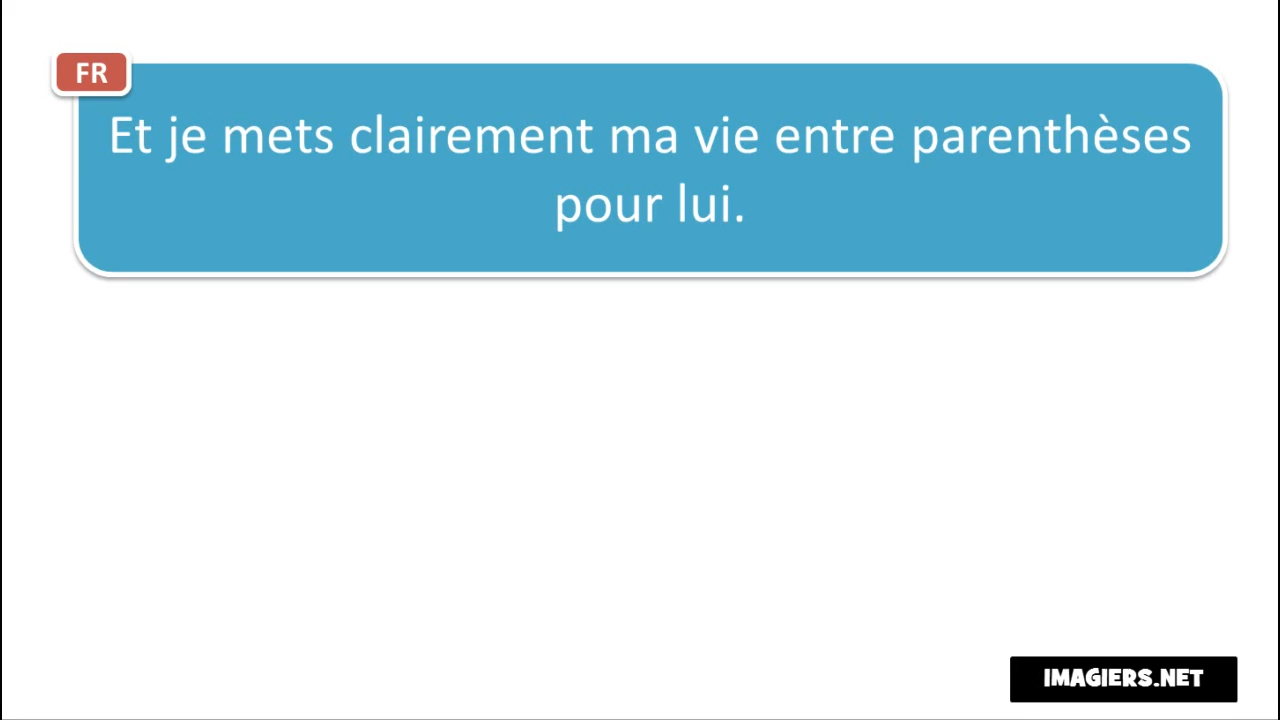 FR
Et je mets clairement ma vie entre parenthèses
pour lui.
IMAGIERS.NET